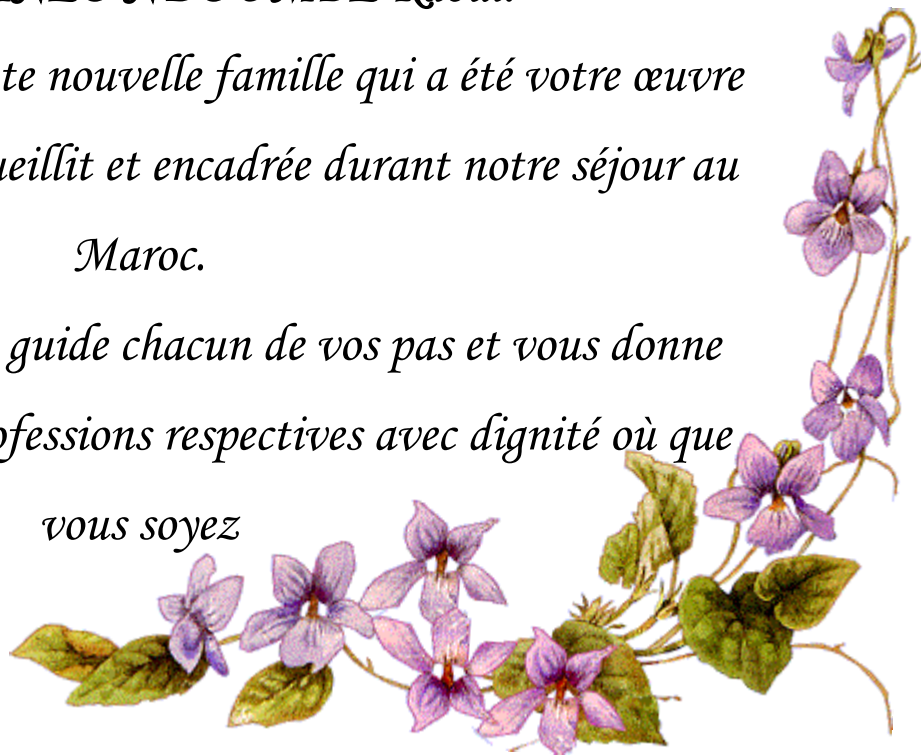 te nouvelle famille qui a été votre œuvre
ueillit et encadrée durant notre séjour au
Maroc.
guide chacun de vos pas et vous donne
ofessions respectives avec dignité où que
vous soyez